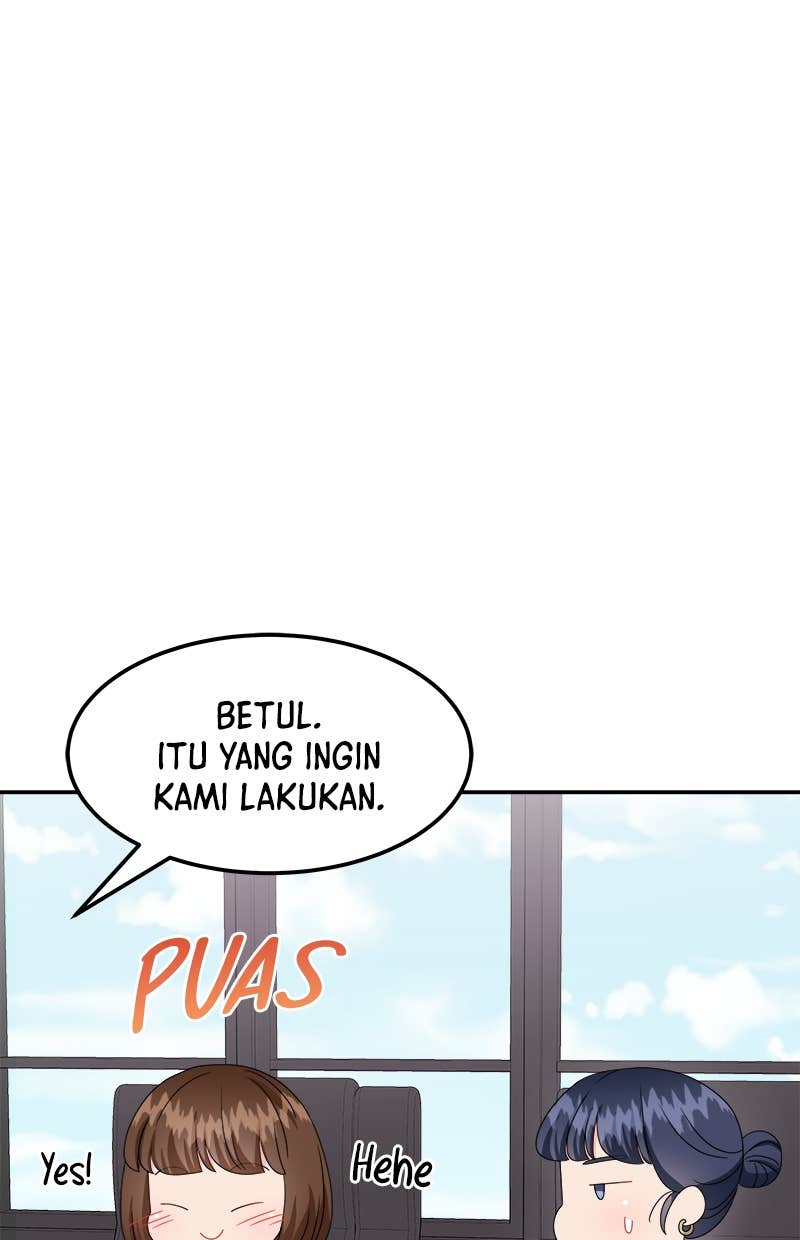 BETUL.
ITU YANG INGIN
KAMI LAKUKAN.
PUAS
Yes!
Hehe